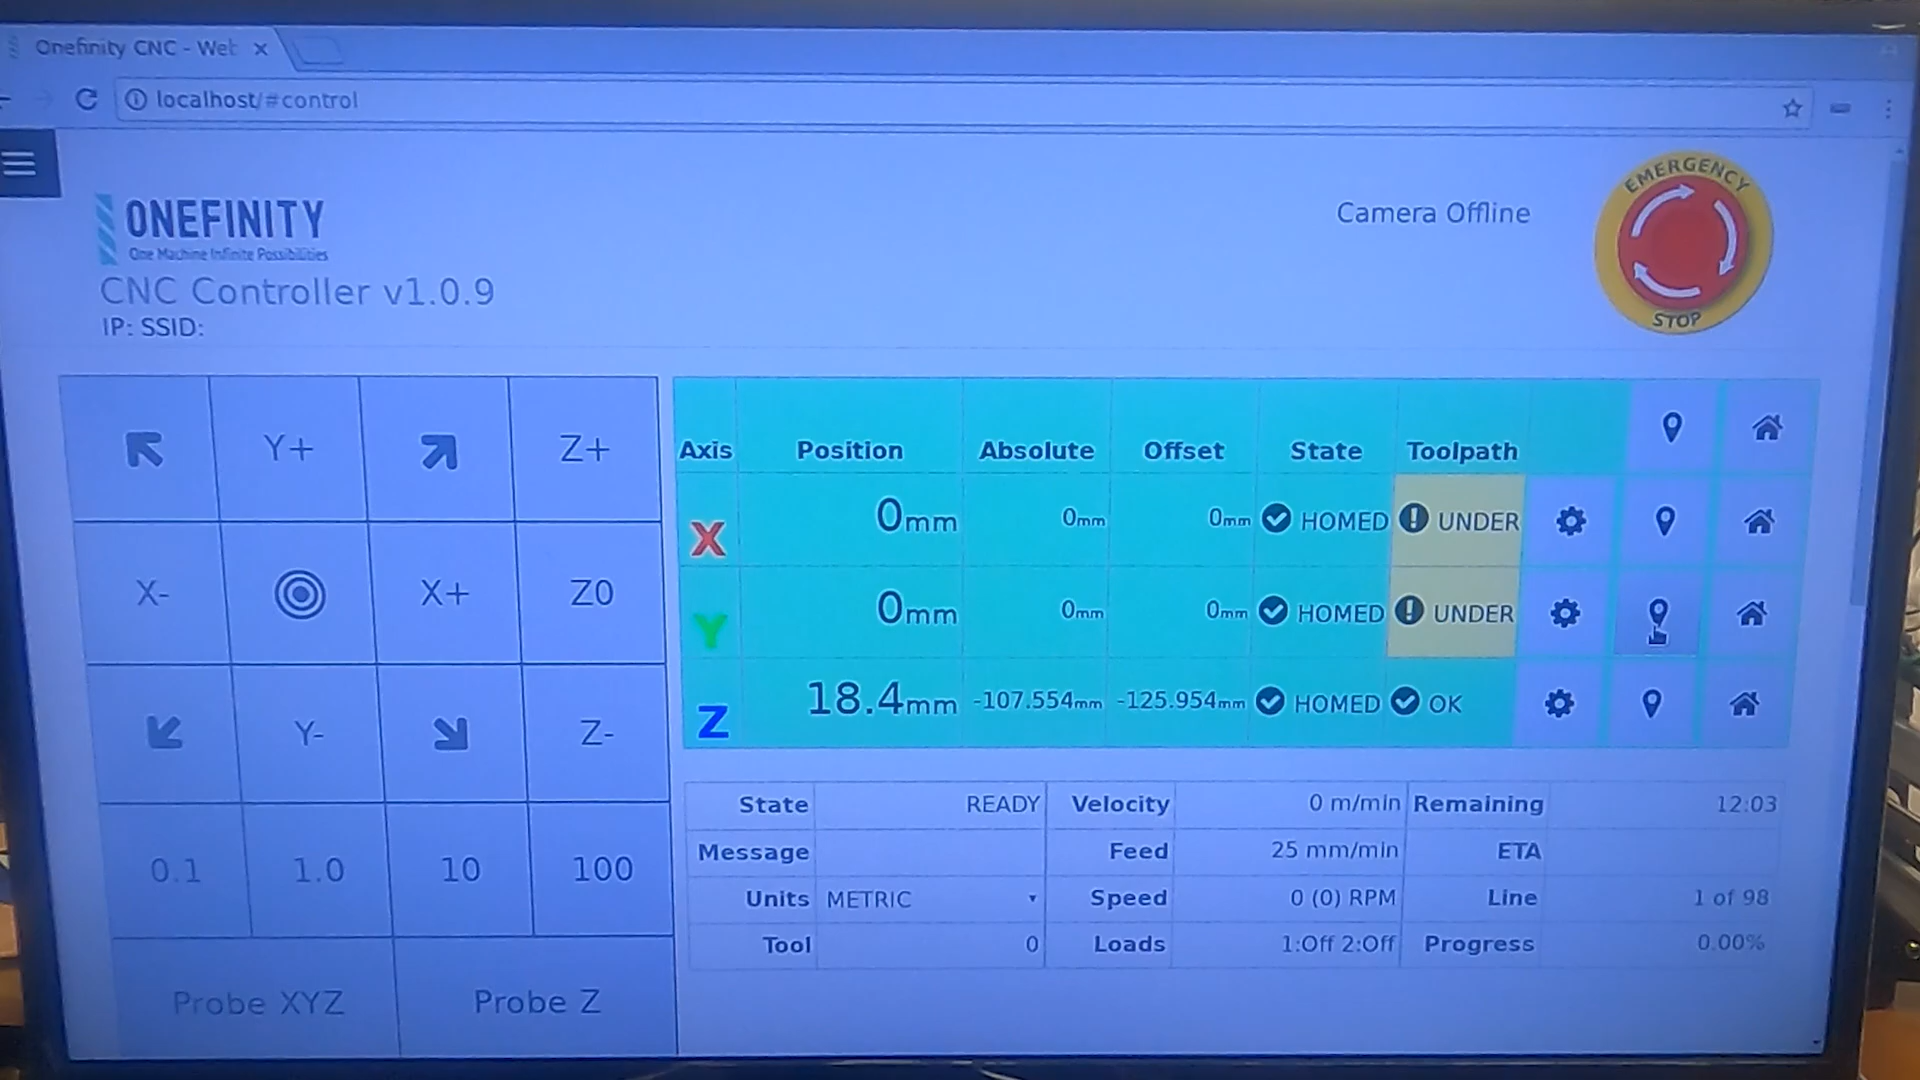 Onefinity CNC - Web
localhost/#control
ONEFINITY
One Machine Infinite Possibilities
CNC Controller v1.0.9
IP: SSID:
Camera Offline
EMERGENCY
STOP
Y+ Z+
X- X+ Z0
Y- Z-
0.1 1.0 10 100
Probe XYZ Probe Z
Axis Position Absolute Offset State Toolpath
X 0mm 0mm 0mm HOMED UNDER
Y 0mm 0mm 0mm HOMED UNDER
Z 18.4mm -107.554mm -125.954mm HOMED OK
State READY Velocity 0 m/min Remaining 12:03
Message Feed 25 mm/min ETA
Units METRIC Speed 0 (0) RPM Line 1 of 98
Tool 0 Loads 1:Off 2:Off Progress 0.00%